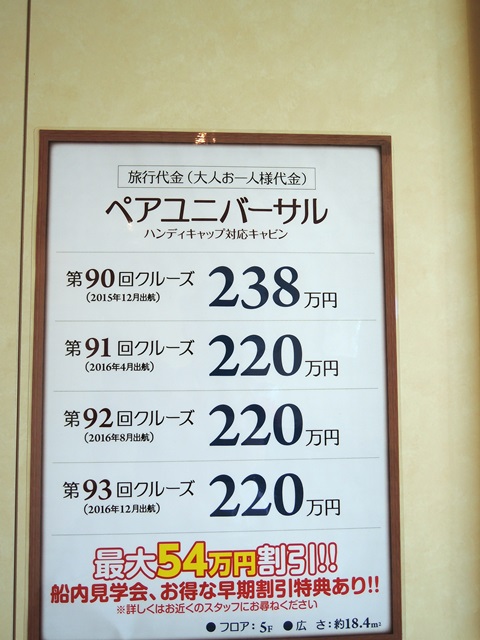 旅行代金(大人お一人様代金)
ペアユニバーサル
ハンディキャップ対応キャビン
第90回クルーズ 238万円
(2015年12月出航)
第91回クルーズ 220万円
(2016年4月出航)
第92回クルーズ 220万円
(2016年8月出航)
第93回クルーズ 220万円
(2016年12月出航)
最大54万円割引!!
船内見学会、お得な早期割引特典あり!!
※詳しくはお近くのスタッフにお尋ねください
●フロア:5F ●広さ:約18.4m²